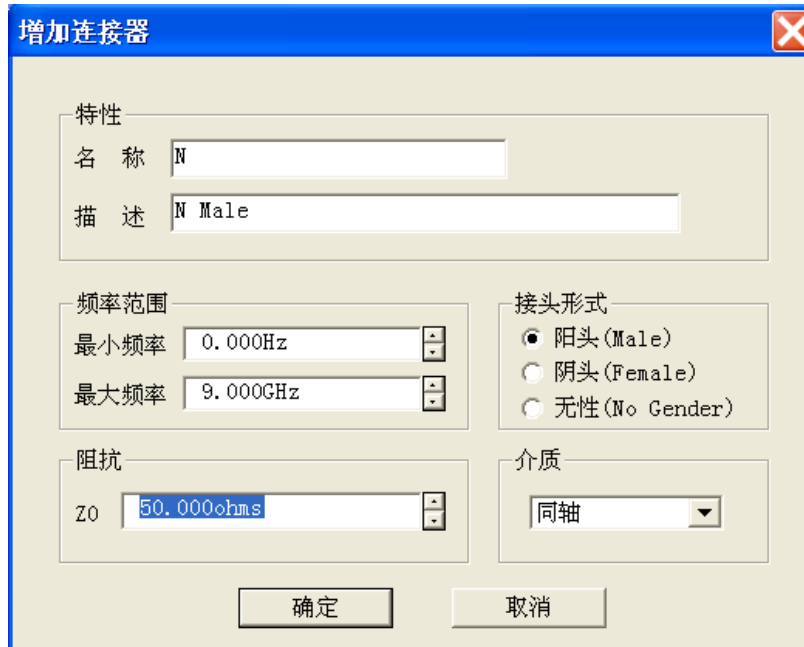 增加连接器
特性
名 称 N
描 述 N Male
频率范围
最小频率 0.000Hz
最大频率 9.000GHz
接头形式
阳头(Male)
阴头(Female)
无性(No Gender)
阻抗
Z0 50.000ohms
介质
同轴
确定 取消